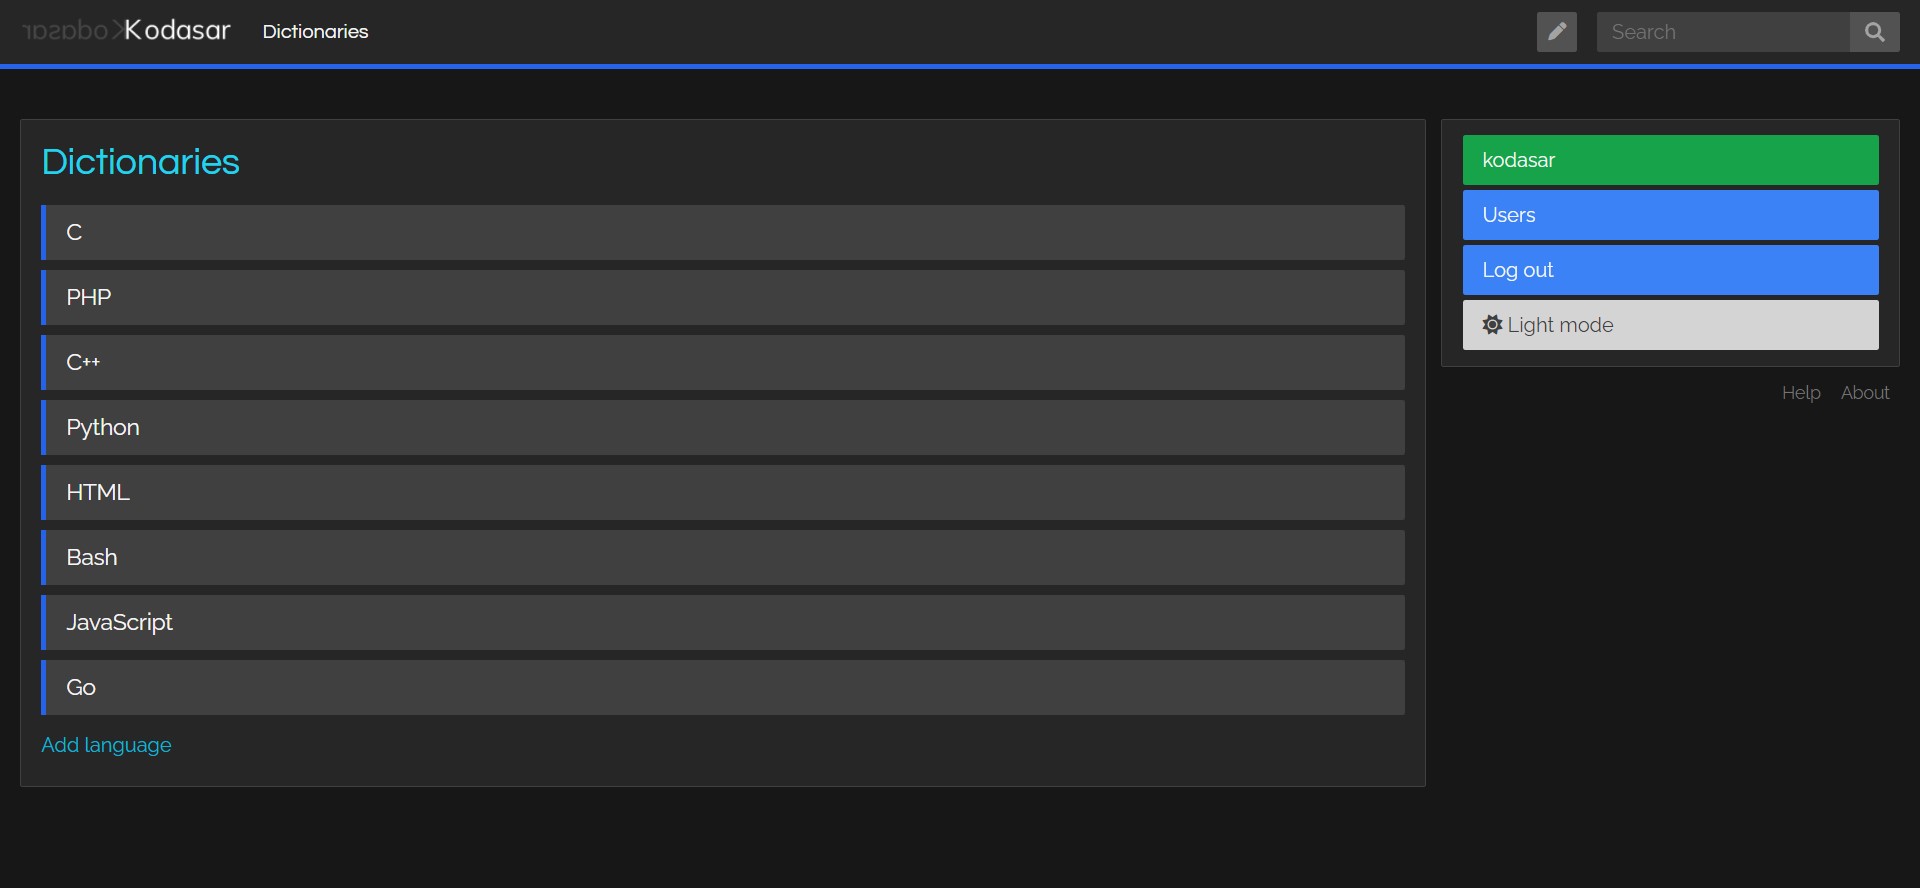 Kodasar Dictionaries Search
Dictionaries
C
PHP
C++
Python
HTML
Bash
JavaScript
Go
Add language
kodasar
Users
Log out
Light mode
Help About